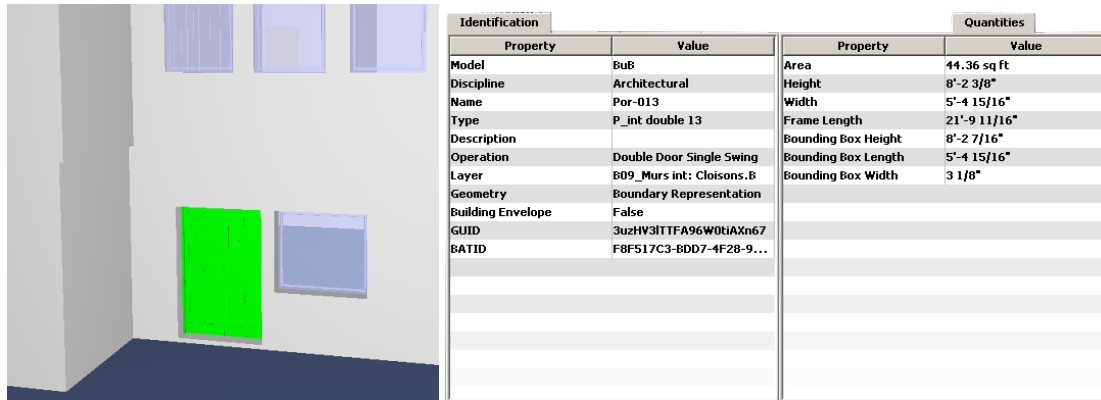 Identification Quantities
Property Value Property Value
Model BuB Area 44.36 sq ft
Discipline Architectural Height 8'-2 3/8"
Name Por-013 Width 5'-4 15/16"
Type P_int double 13 Frame Length 21'-9 11/16"
Description Bounding Box Height 8'-2 7/16"
Operation Double Door Single Swing Bounding Box Length 5'-4 15/16"
Layer B09_Murs int: Cloisons.B Bounding Box Width 3 1/8"
Geometry Boundary Representation
Building Envelope False
GUID 3uzHV3lTTFA96W0tiAXn67
BATID F8F517C3-BDD7-4F28-9...